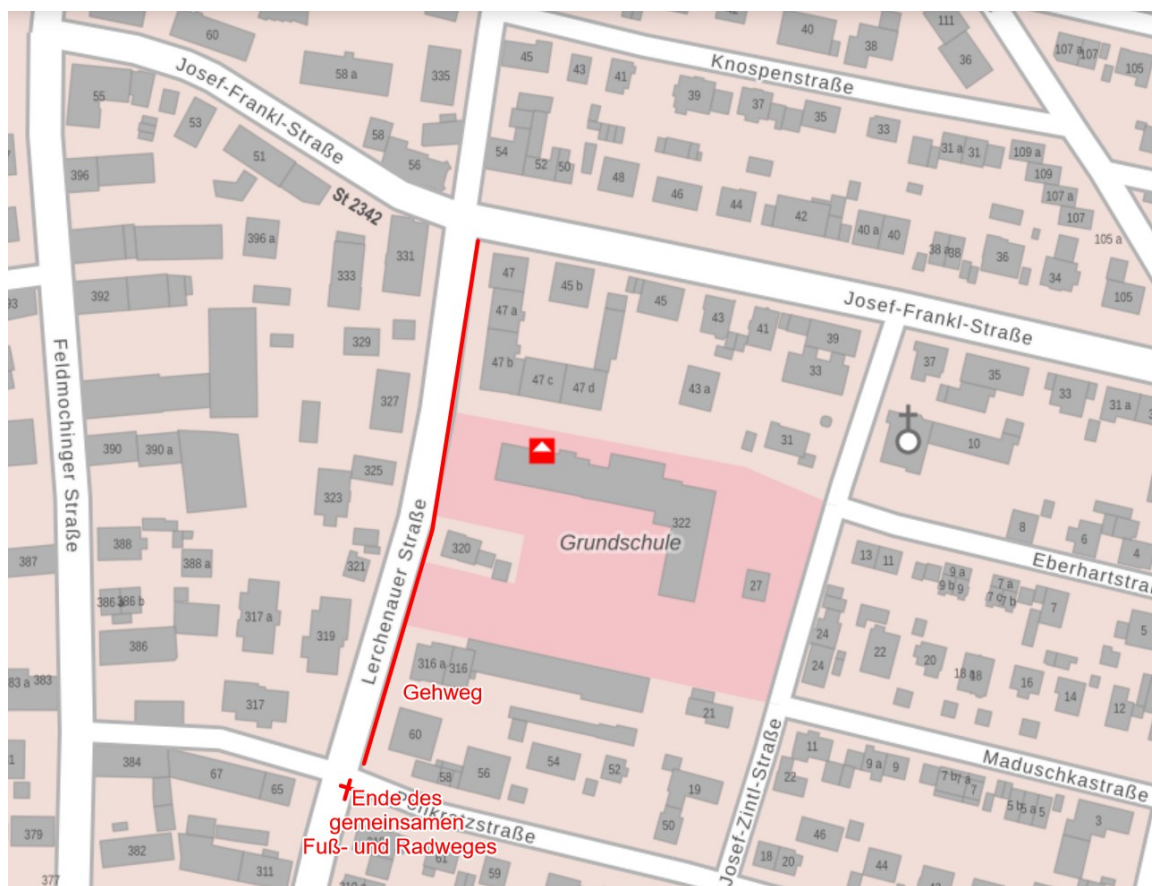 60
58 a
335
45
43
41
40
38
111
36
107 a
107
105
Josef-Frankl-Straße
Knospenstraße
55
53
51
58
56
54
52
50
48
46
44
39
37
35
33
31 a
31
109 a
109
107 a
107
105 a
396
396 a
St 2342
333
331
42
40 a
40
38 a
38
36
34
105
392
47
45 b
45
43
41
39
Josef-Frankl-Straße
47 a
47 b
47 c
47 d
43 a
33
37
35
33
31 a
Feldmochinger Straße
329
327
31
10
390
390 a
325
323
Lerchenauer Straße
322
Grundschule
8
6
4
388
388 a
321
320
27
13
11
Eberhartstra
387
386 a
386 b
386
317 a
319
9 a
9 b
9
7 a
7 c
7 b
7
5
24
24
22
20
18 a
18
16
14
12
383 a
383
316 a
316
Gehweg
317
60
21
Josef-Zintl-Straße
Maduschkastraße
384
67
65
58
56
54
52
19
50
11
22
9 a
9
7 b
7 a
7
5 b
5 a
5
3
Ende des
gemeinsamen
Fuß- und Radweges
379
382
377
311
61
59
18
20
46
44